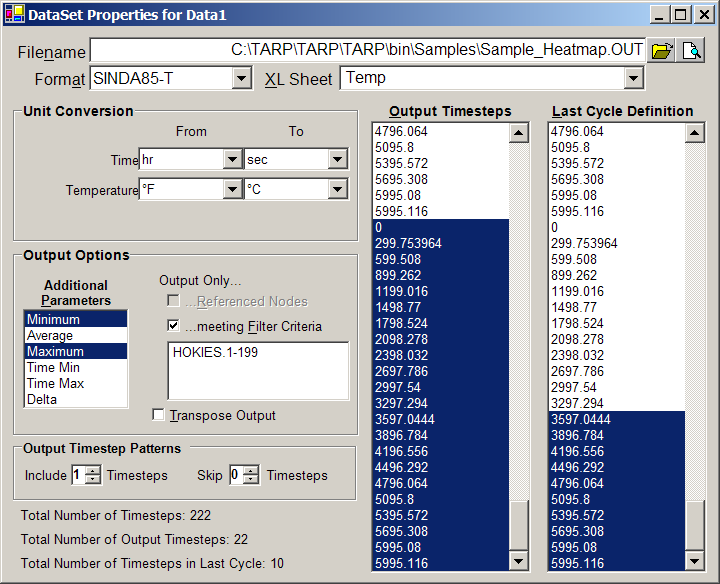 DataSet Properties for Data1
Filename C:\TARP\TARP\TARP\bin\Samples\Sample_Heatmap.OUT
Format SINDA85-T XL Sheet Temp
Unit Conversion
From To
Time hr sec
Temperature °F °C
Output Options
Additional
Parameters
Minimum
Average
Maximum
Time Min
Time Max
Delta
Output Only...
...Referenced Nodes
...meeting Filter Criteria
HOKIES.1-199
Transpose Output
Output Timestep Patterns
Include 1 Timesteps Skip 0 Timesteps
Total Number of Timesteps: 222
Total Number of Output Timesteps: 22
Total Number of Timesteps in Last Cycle: 10
Output Timesteps
4796.064
5095.8
5395.572
5695.308
5995.08
5995.116
0
299.753964
599.508
899.262
1199.016
1498.77
1798.524
2098.278
2398.032
2697.786
2997.54
3297.294
3597.0444
3896.784
4196.556
4496.292
4796.064
5095.8
5395.572
5695.308
5995.08
5995.116
Last Cycle Definition
4796.064
5095.8
5395.572
5695.308
5995.08
5995.116
0
299.753964
599.508
899.262
1199.016
1498.77
1798.524
2098.278
2398.032
2697.786
2997.54
3297.294
3597.0444
3896.784
4196.556
4496.292
4796.064
5095.8
5395.572
5695.308
5995.08
5995.116